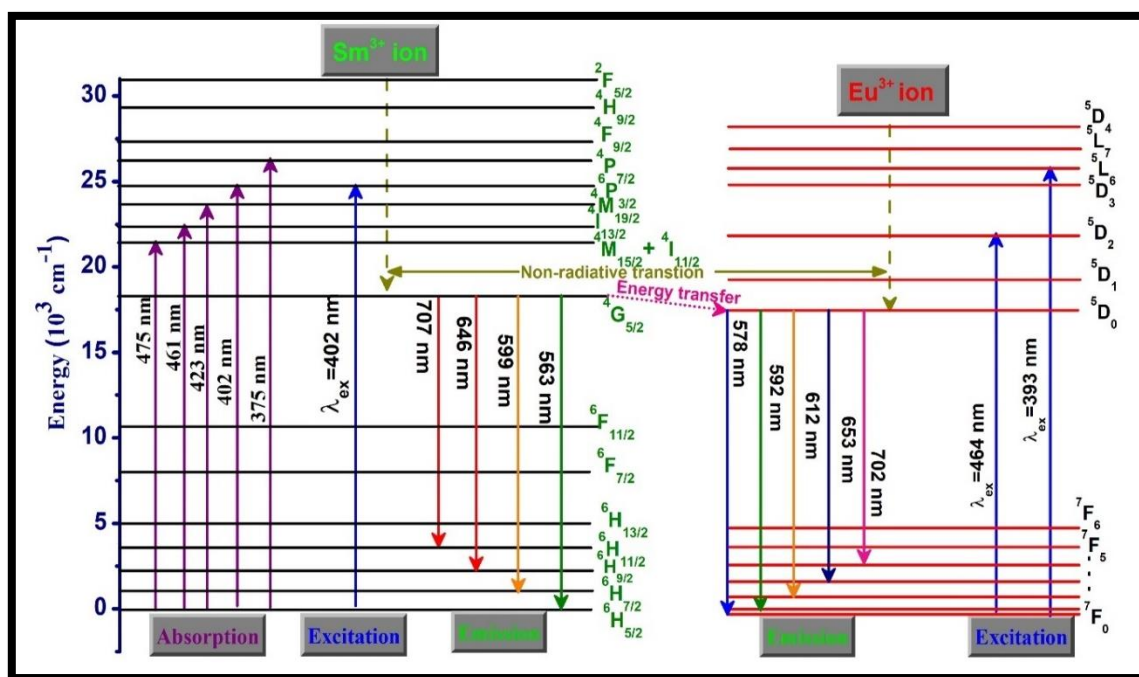 Sm³⁺ ion
Eu³⁺ ion
Energy (10³ cm⁻¹)
30
25
20
15
10
5
0
²F₅/₂
⁴H₉/₂
⁴F₉/₂
⁴P₇/₂
⁶P₃/₂
⁴M₁₉/₂
⁴I₁₃/₂
⁴M₁₅/₂ + ⁴I₁₁/₂
⁴G₅/₂
⁶F₁₁/₂
⁶F₇/₂
⁶H₁₃/₂
⁶H₁₁/₂
⁶H₉/₂
⁶H₇/₂
⁶H₅/₂
475 nm
461 nm
423 nm
402 nm
375 nm
λₑₓ=402 nm
707 nm
646 nm
599 nm
563 nm
Non-radiative transtion
Energy transfer
⁵D₄
⁵L₇
⁵L₆
⁵D₃
⁵D₂
⁵D₁
⁵D₀
578 nm
592 nm
612 nm
653 nm
702 nm
λₑₓ=464 nm
λₑₓ=393 nm
⁷F₆
⁷F₅
⁷F₀
Absorption
Excitation
Emission
Emission
Excitation